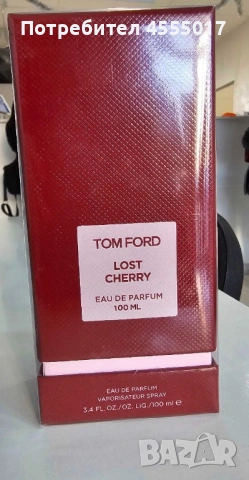 Потребител 4555017
TOM FORD
LOST
CHERRY
EAU DE PARFUM
100 ML
EAU DE PARFUM
VAPORISATEUR SPRAY
3.4 FL.OZ./OZ. LIQ./100 ml e
bazar